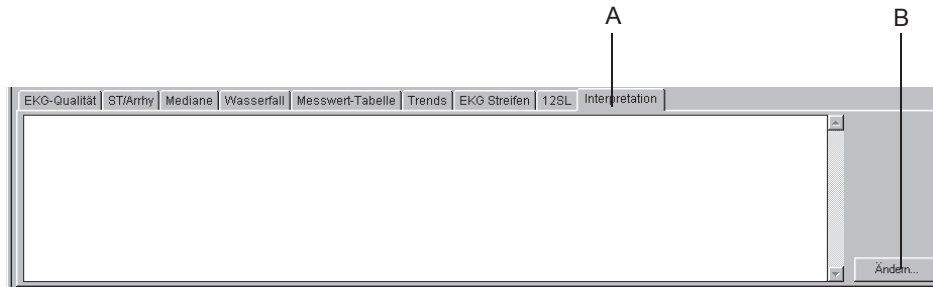 A B
EKG-Qualität ST/Arrhy Mediane Wasserfall Messwert-Tabelle Trends EKG Streifen 12SL Interpretation
Ändern...